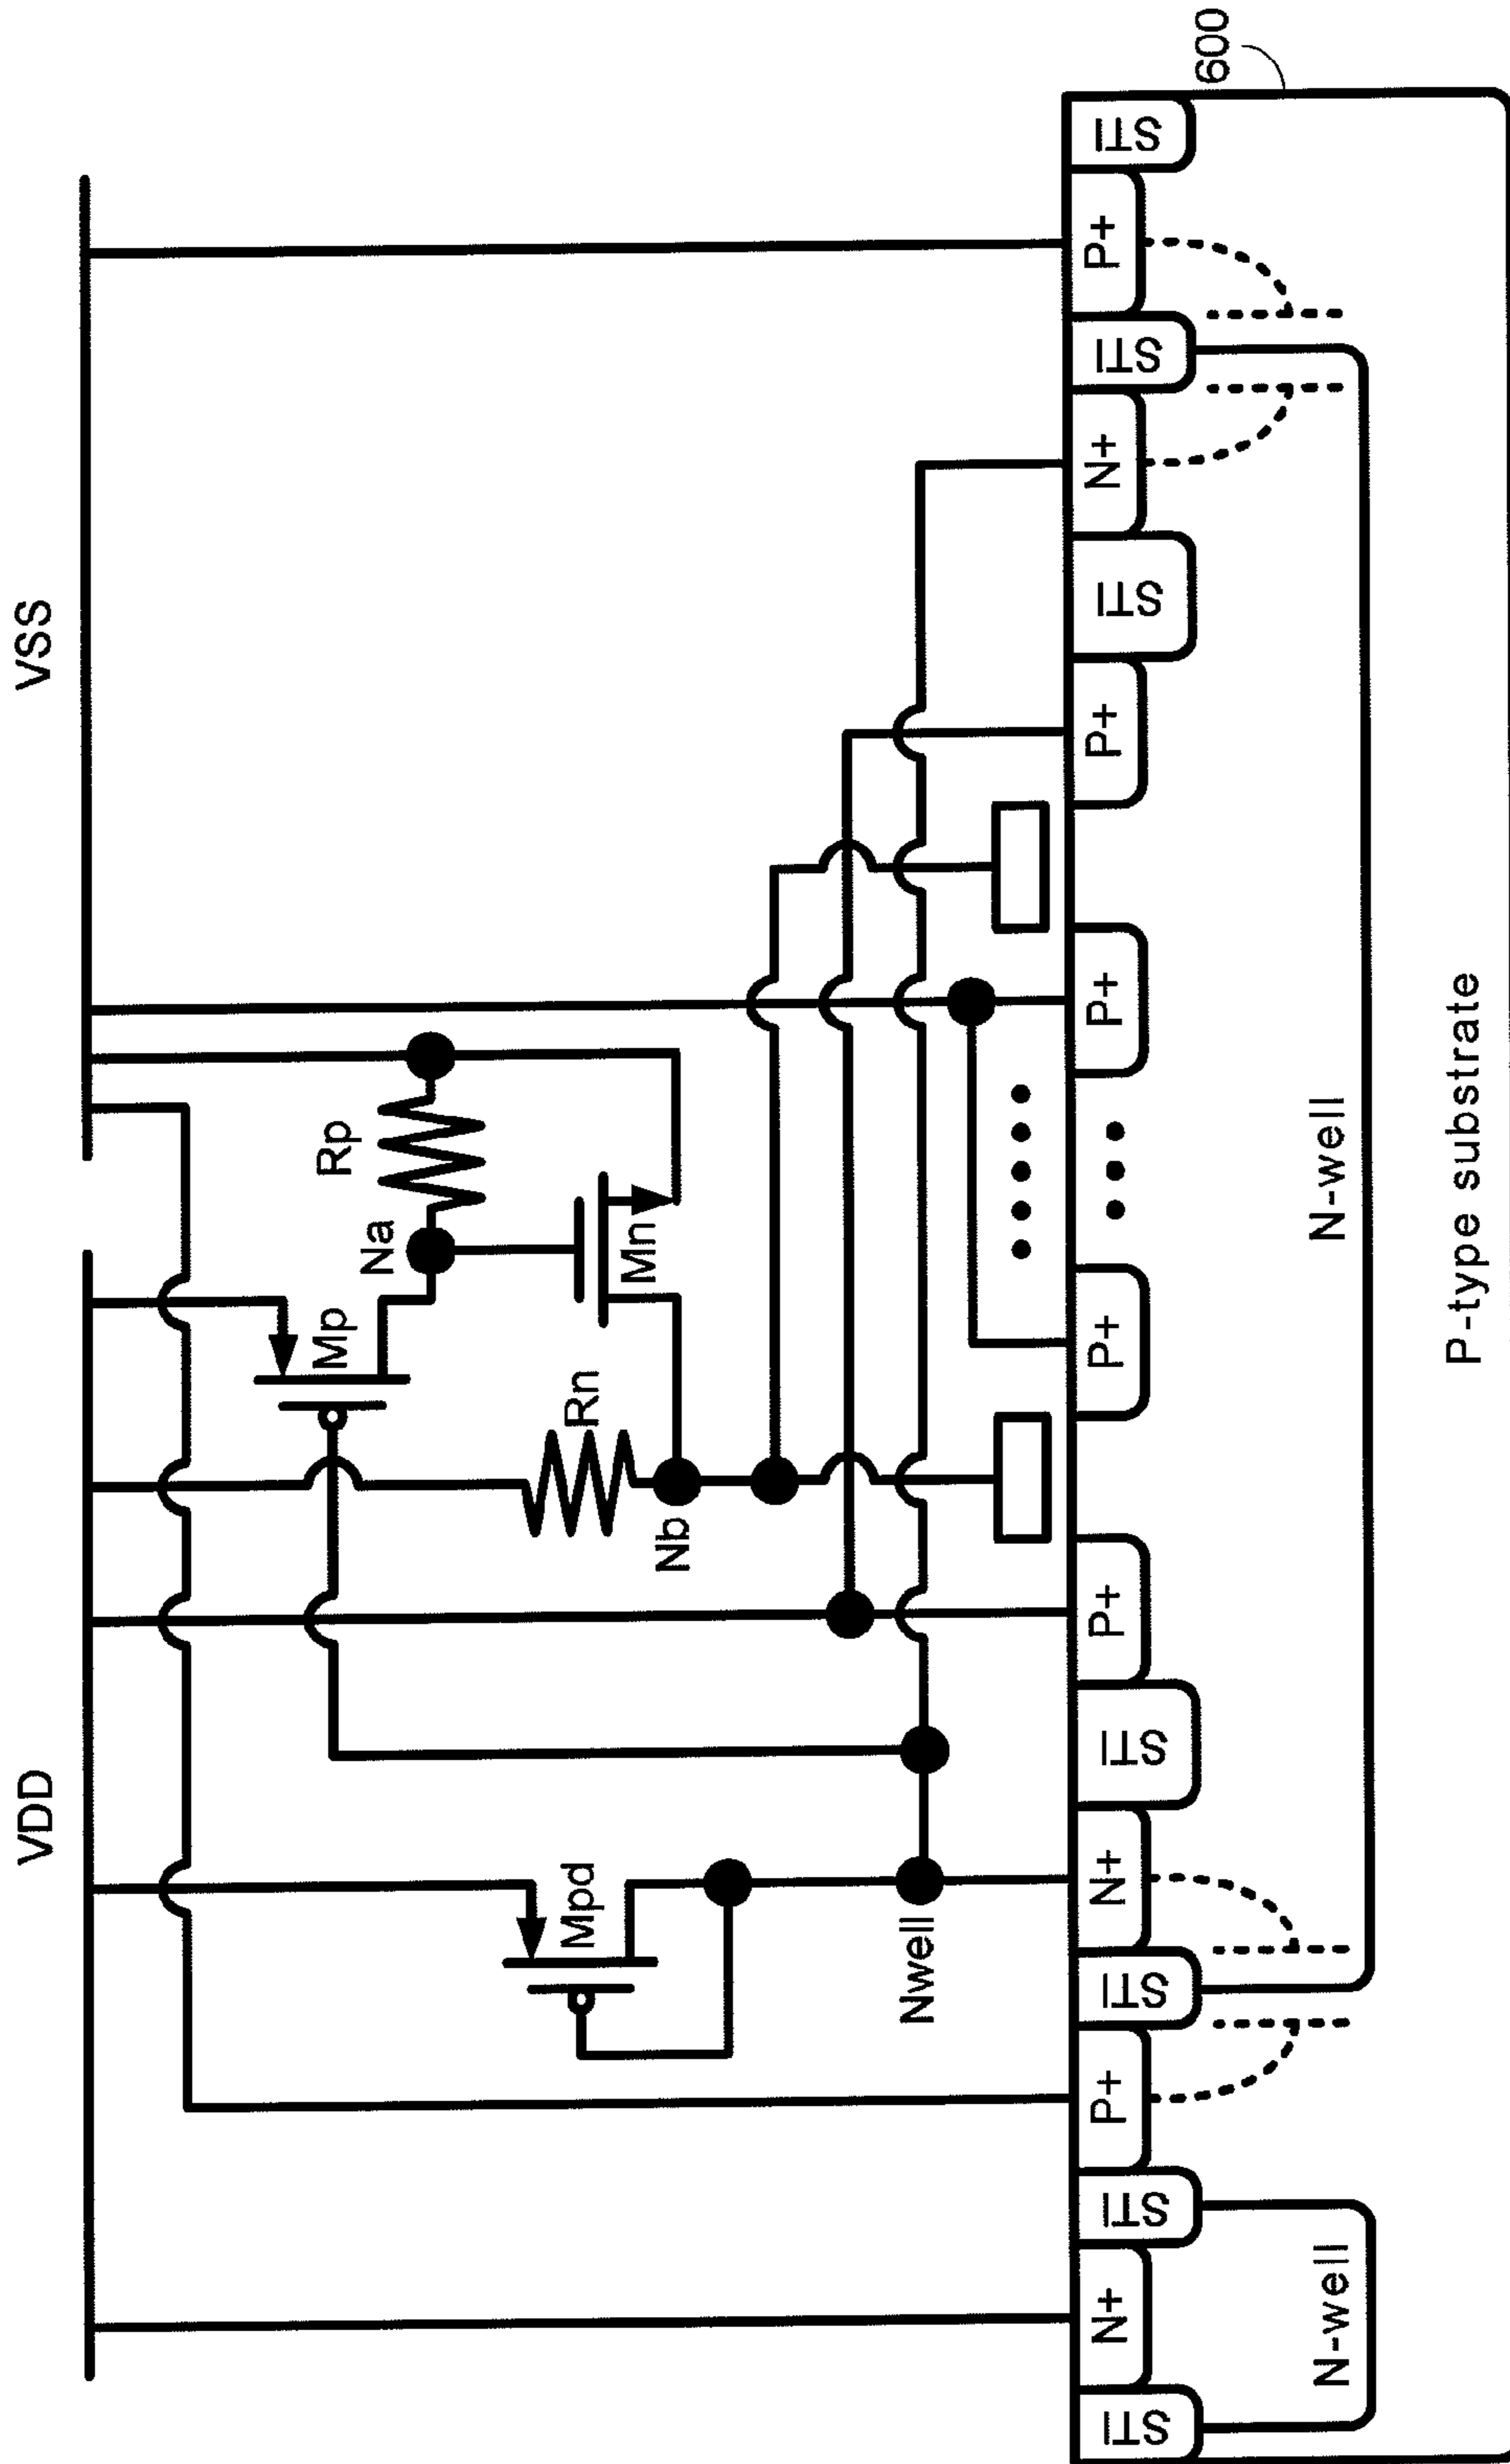 VDD
VSS
Mp
Na
Rp
Mpd
Rn
Mn
Nb
Nwell
STI
N+
STI
P+
STI
N+
STI
P+
P+
P+
P+
STI
N+
STI
P+
STI
600
N-well
N-well
P-type substrate